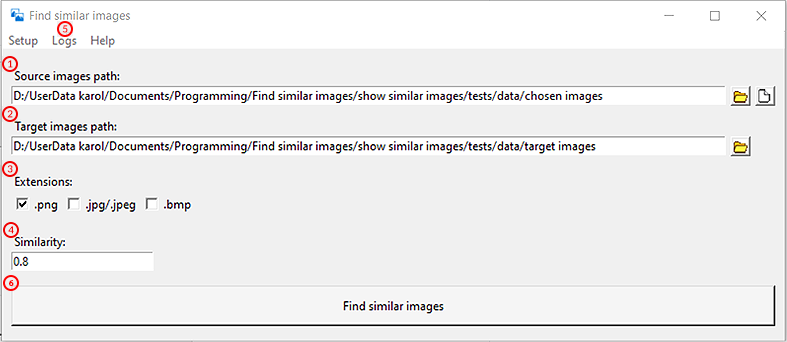 Find similar images
5
Setup Logs Help
1
Source images path:
D:/UserData karol/Documents/Programming/Find similar images/show similar images/tests/data/chosen images
2
Target images path:
D:/UserData karol/Documents/Programming/Find similar images/show similar images/tests/data/target images
3
Extensions:
.png .jpg/.jpeg .bmp
4
Similarity:
0.8
6
Find similar images